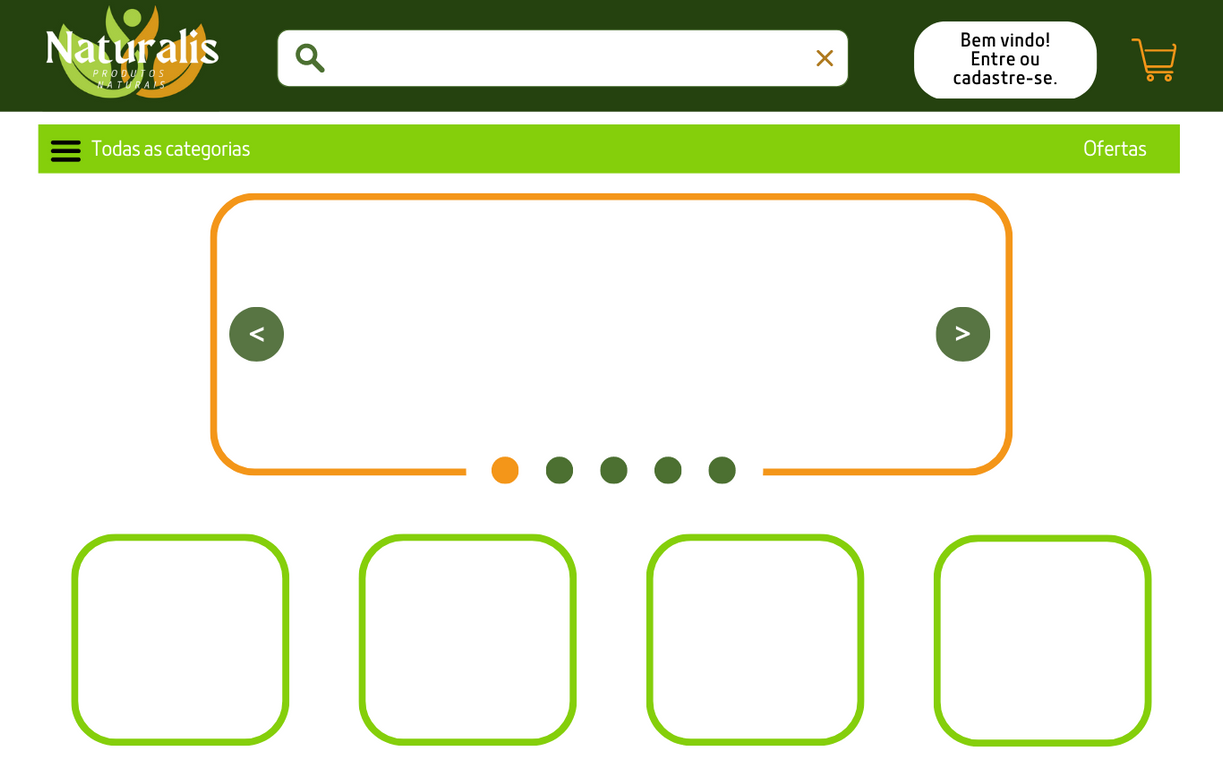 Naturalis
PRODUTOS
NATURAIS
Bem vindo!
Entre ou
cadastre-se.
Todas as categorias
Ofertas
<
>